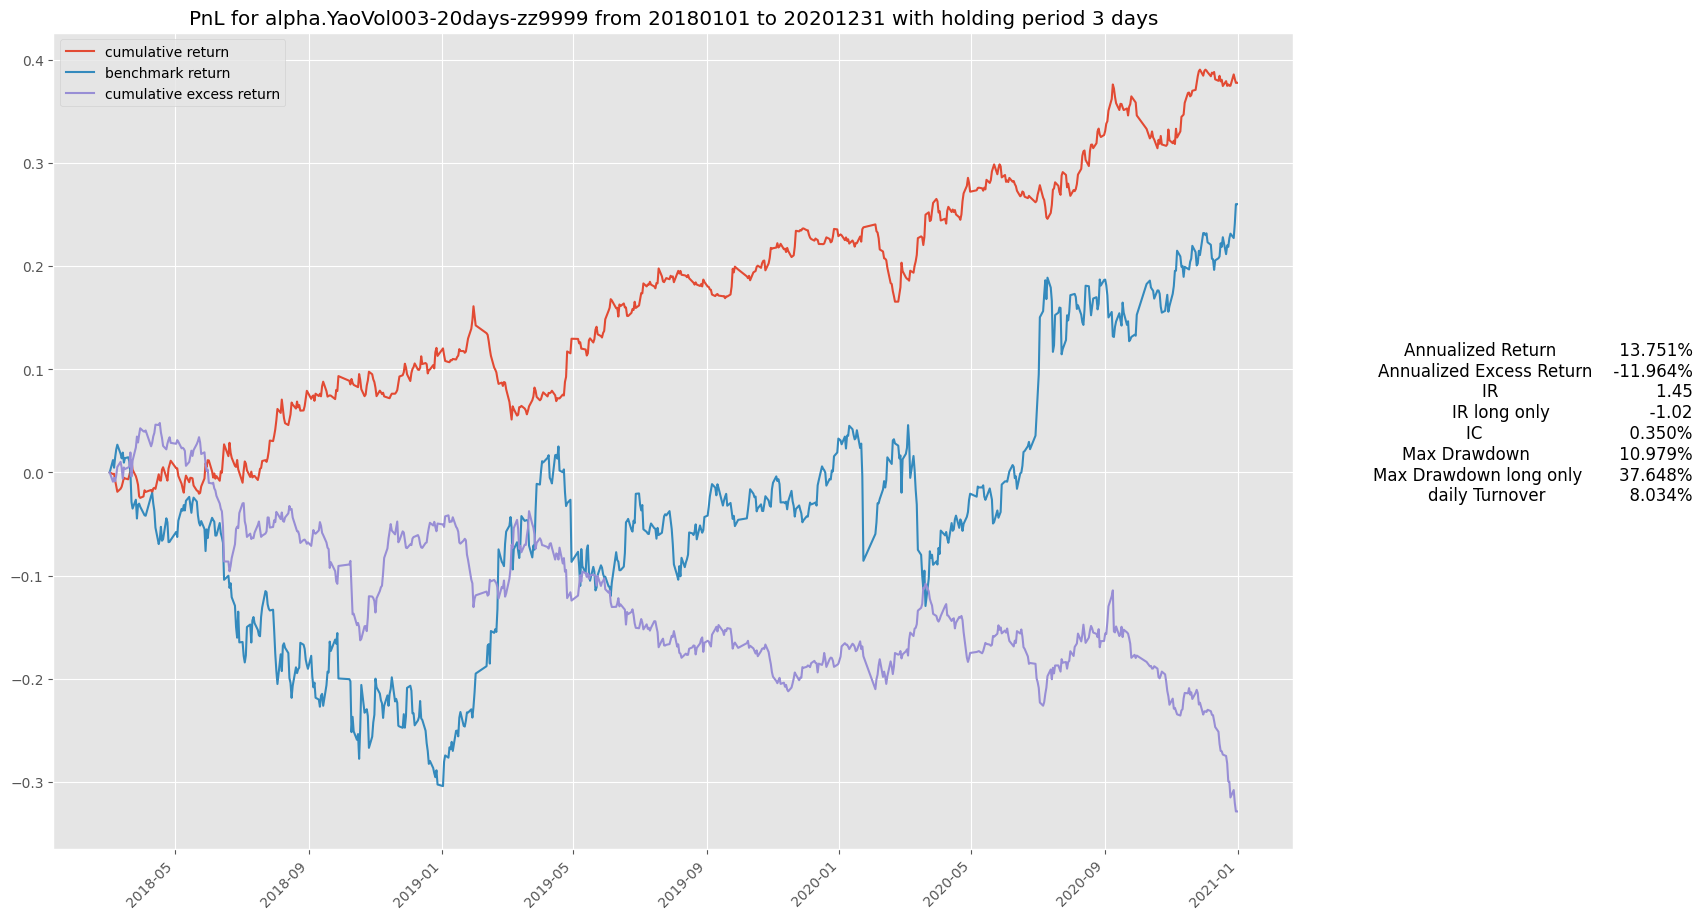 PnL for alpha.YaoVol003-20days-zz9999 from 20180101 to 20201231 with holding period 3 days
cumulative return
benchmark return
cumulative excess return
0.4
0.3
0.2
0.1
0.0
−0.1
−0.2
−0.3
2018-05
2018-09
2019-01
2019-05
2019-09
2020-01
2020-05
2020-09
2021-01
Annualized Return 13.751%
Annualized Excess Return -11.964%
IR 1.45
IR long only -1.02
IC 0.350%
Max Drawdown 10.979%
Max Drawdown long only 37.648%
daily Turnover 8.034%